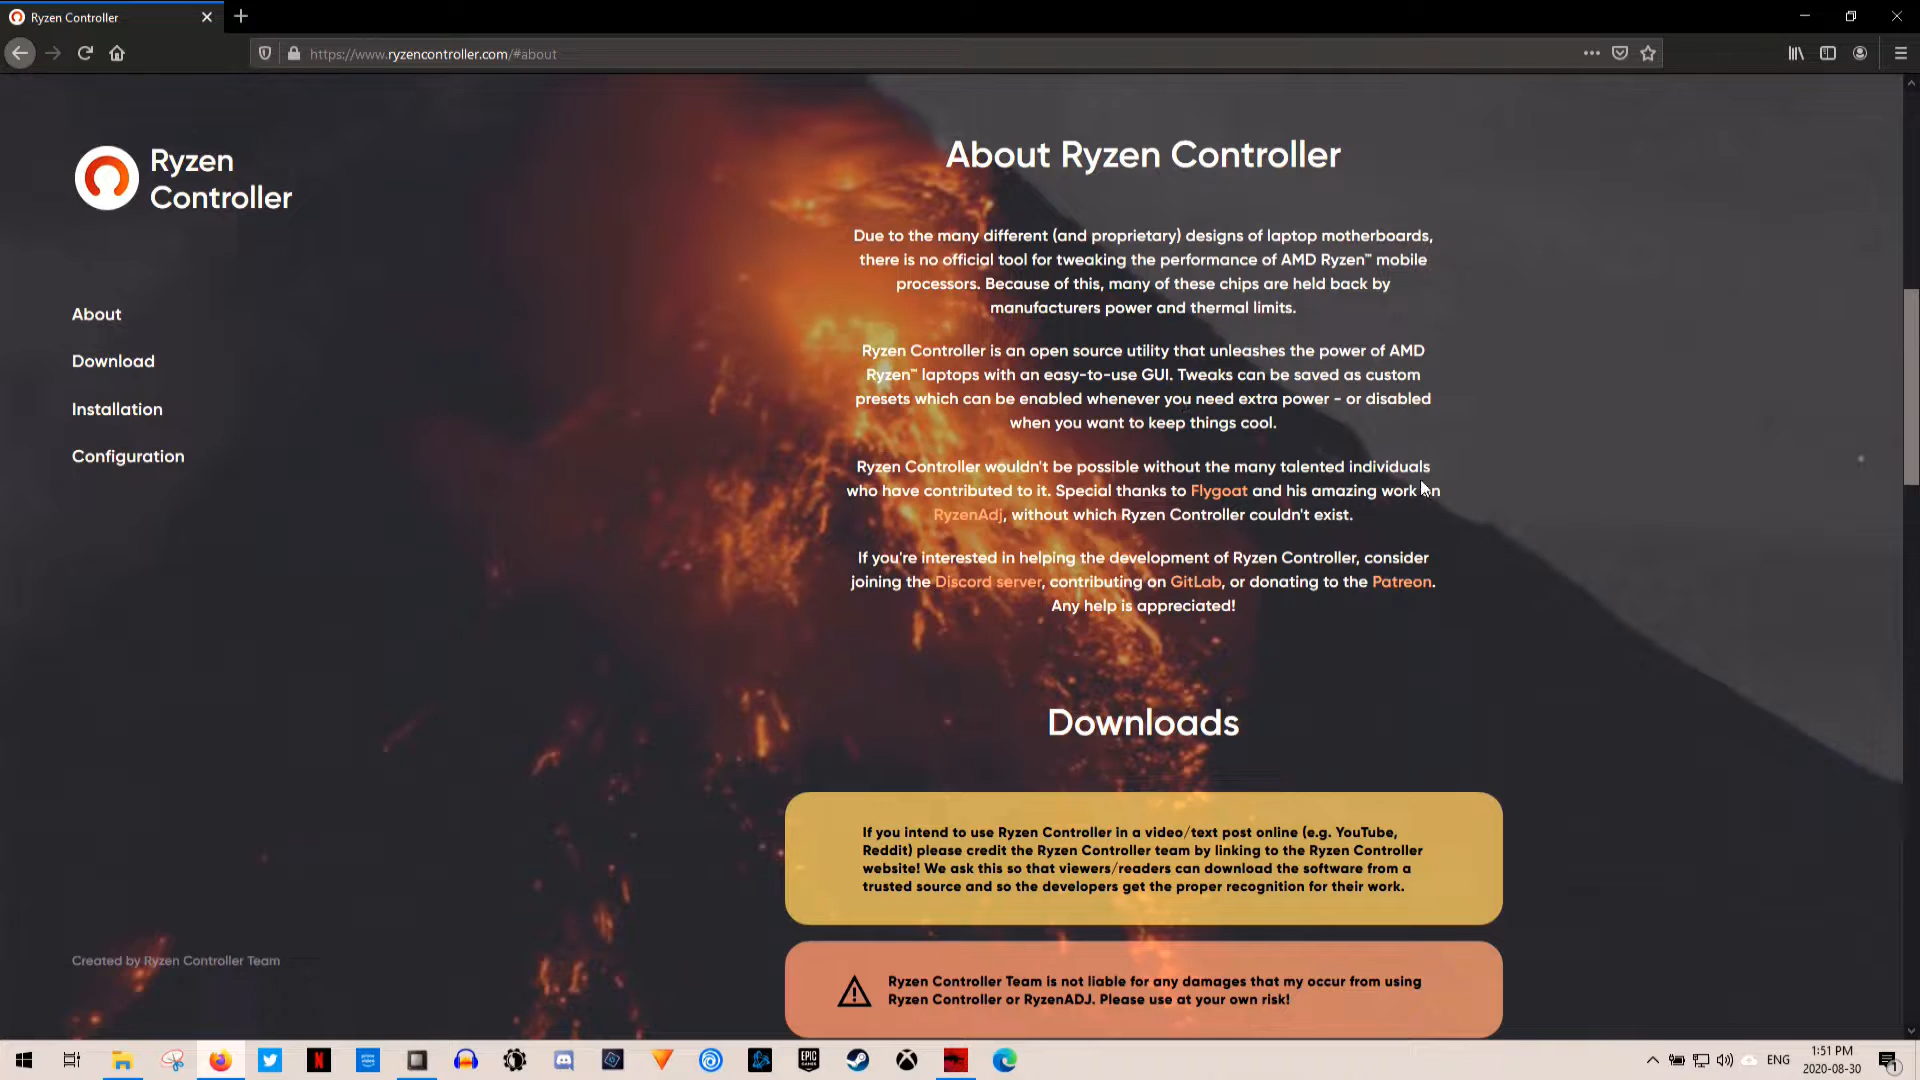 Ryzen Controller
https://www.ryzencontroller.com/#about
Ryzen
Controller
About
Download
Installation
Configuration
Created by Ryzen Controller Team
About Ryzen Controller
Due to the many different (and proprietary) designs of laptop motherboards,
there is no official tool for tweaking the performance of AMD Ryzen™ mobile
processors. Because of this, many of these chips are held back by
manufacturers power and thermal limits.
Ryzen Controller is an open source utility that unleashes the power of AMD
Ryzen™ laptops with an easy-to-use GUI. Tweaks can be saved as custom
presets which can be enabled whenever you need extra power - or disabled
when you want to keep things cool.
Ryzen Controller wouldn't be possible without the many talented individuals
who have contributed to it. Special thanks to Flygoat and his amazing work on
RyzenAdj, without which Ryzen Controller couldn't exist.
If you're interested in helping the development of Ryzen Controller, consider
joining the Discord server, contributing on GitLab, or donating to the Patreon.
Any help is appreciated!
Downloads
If you intend to use Ryzen Controller in a video/text post online (e.g. YouTube,
Reddit) please credit the Ryzen Controller team by linking to the Ryzen Controller
website! We ask this so that viewers/readers can download the software from a
trusted source and so the developers get the proper recognition for their work.
Ryzen Controller Team is not liable for any damages that my occur from using
Ryzen Controller or RyzenADJ. Please use at your own risk!
N
EPIC
GAMES
ENG
1:51 PM
2020-08-30
1